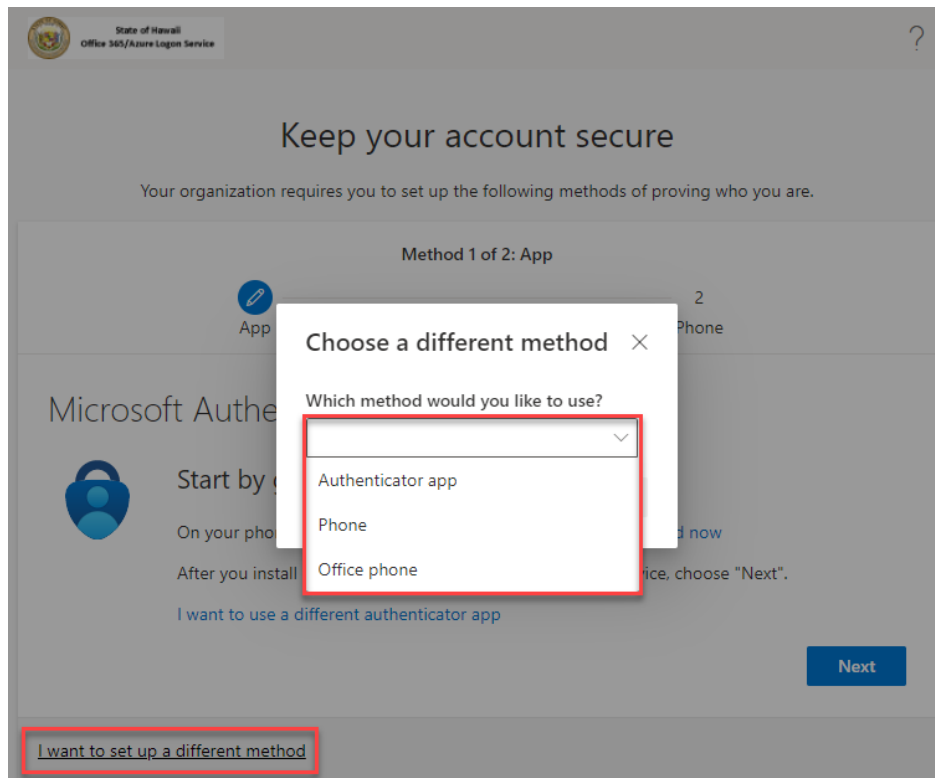 State of Hawaii
Office 365/Azure Logon Service
?
Keep your account secure
Your organization requires you to set up the following methods of proving who you are.
Method 1 of 2: App
2
App
Phone
Choose a different method
Which method would you like to use?
Authenticator app
Phone
Office phone
Microsoft
Start by
On your
now
After you install
choose "Next".
I want to use a different authenticator app
Next
I want to set up a different method